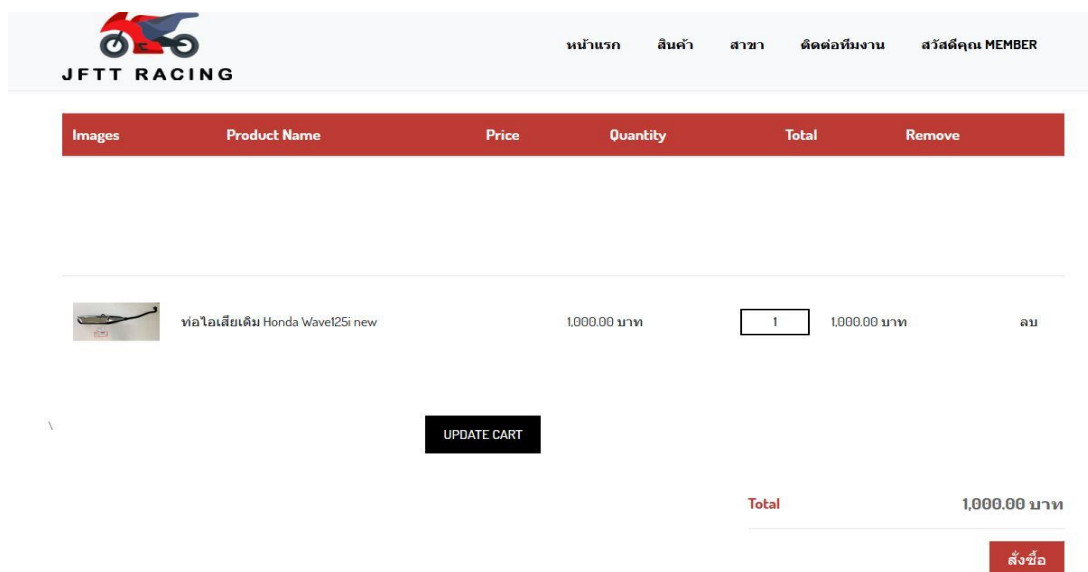 JFTT RACING
หน้าแรก สินค้า สาขา ติดต่อทีมงาน สวัสดีคุณ MEMBER
Images Product Name Price Quantity Total Remove
ท่อไอเสียเดิม Honda Wave125i new 1,000.00 บาท 1 1,000.00 บาท ลบ
\
UPDATE CART
Total 1,000.00 บาท
สั่งซื้อ